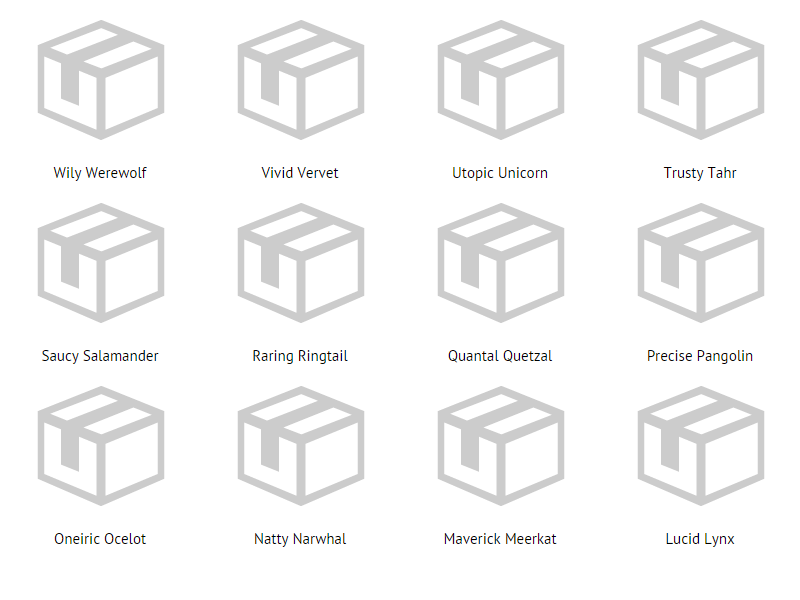 Wily Werewolf
Vivid Vervet
Utopic Unicorn
Trusty Tahr
Saucy Salamander
Raring Ringtail
Quantal Quetzal
Precise Pangolin
Oneiric Ocelot
Natty Narwhal
Maverick Meerkat
Lucid Lynx